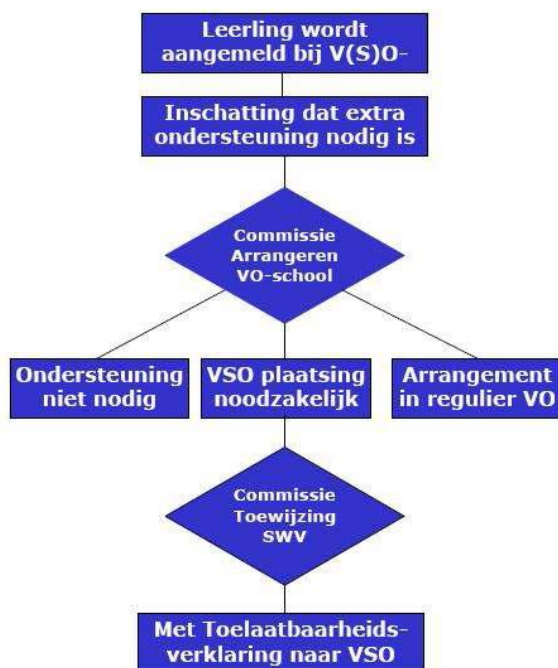 Leerling wordt
aangemeld bij V(S)O-
Inschatting dat extra
ondersteuning nodig is
Commissie
Arrangeren
VO-school
Ondersteuning
niet nodig
VSO plaatsing
noodzakelijk
Arrangement
in regulier VO
Commissie
Toewijzing
SWV
Met Toelaatbaarheids-
verklaring naar VSO